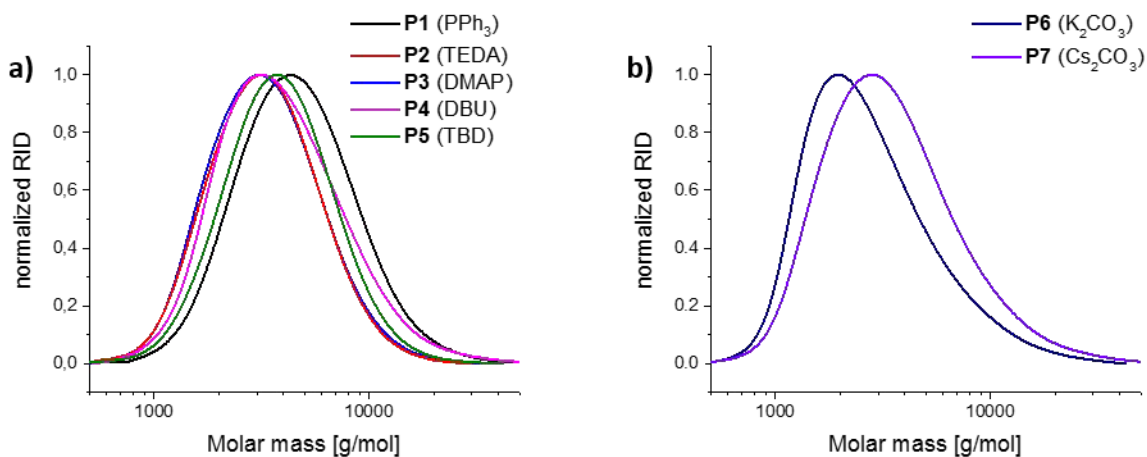 a)
P1 (PPh₃)
P2 (TEDA)
P3 (DMAP)
P4 (DBU)
P5 (TBD)
1,0
0,8
0,6
0,4
0,2
0,0
normalized RID
1000
10000
Molar mass [g/mol]
b)
P6 (K₂CO₃)
P7 (Cs₂CO₃)
1,0
0,8
0,6
0,4
0,2
0,0
normalized RID
1000
10000
Molar mass [g/mol]